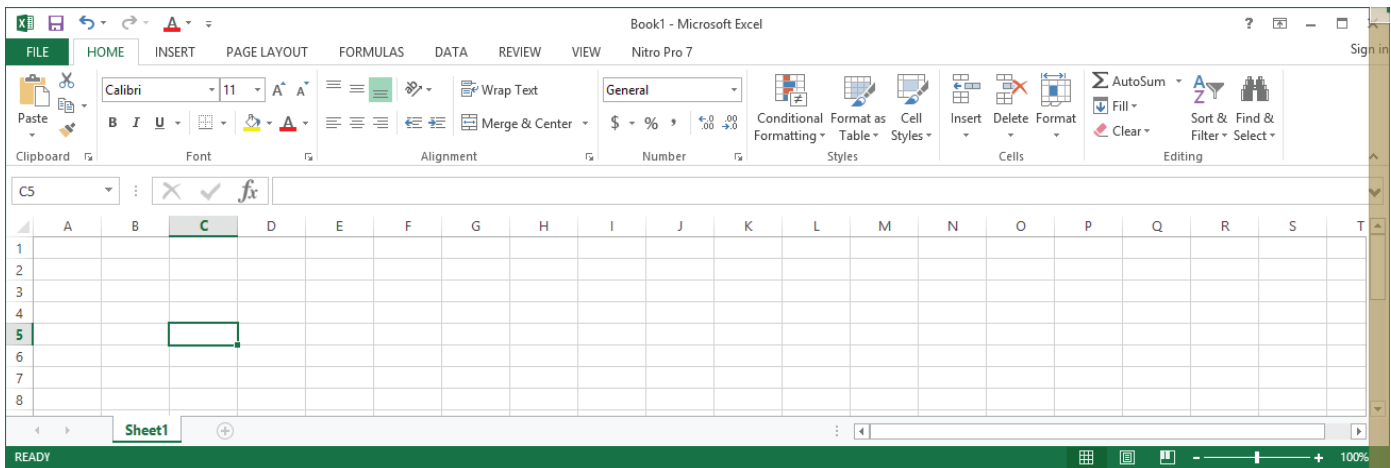 Book1 - Microsoft Excel ?
FILE HOME INSERT PAGE LAYOUT FORMULAS DATA REVIEW VIEW Nitro Pro 7 Sign in
Calibri 11 A A Wrap Text General AutoSum
Paste B I U A Merge & Center $ % , Conditional Formatting Format as Table Cell Styles Insert Delete Format Fill Sort & Filter Find & Select
Clear
Clipboard Font Alignment Number Styles Cells Editing
C5 fx
A B C D E F G H I J K L M N O P Q R S T
1
2
3
4
5
6
7
8
Sheet1
READY 100%